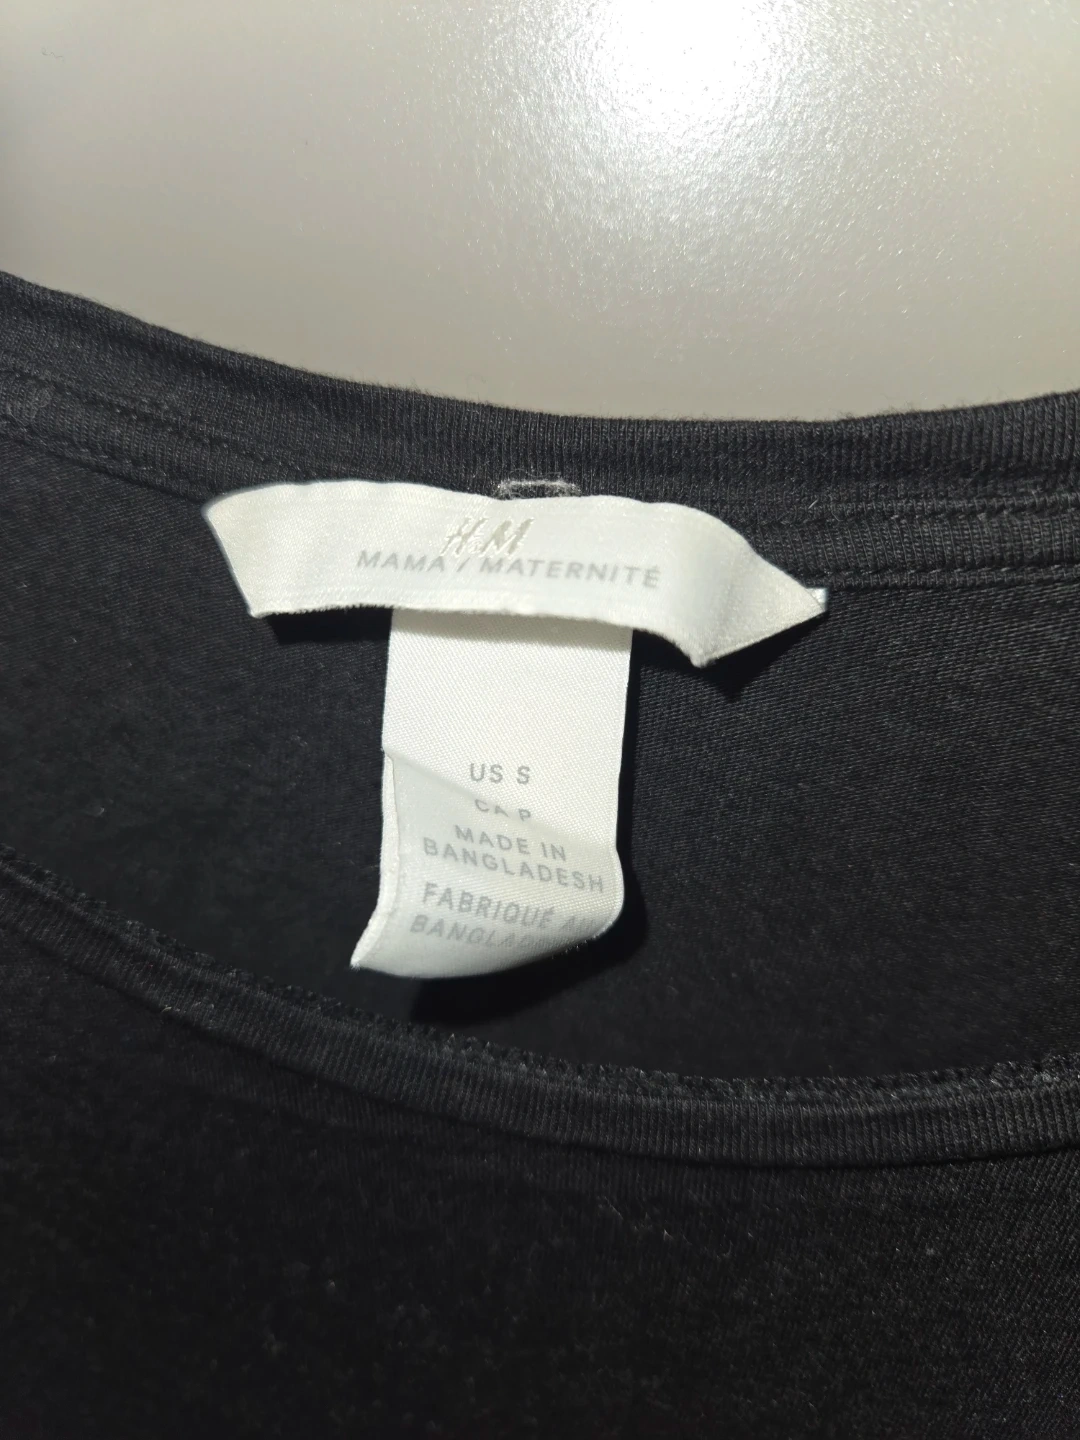 H&M
MAMA / MATERNITÉ
US S
CA P
MADE IN
BANGLADESH
FABRIQUÉ AU